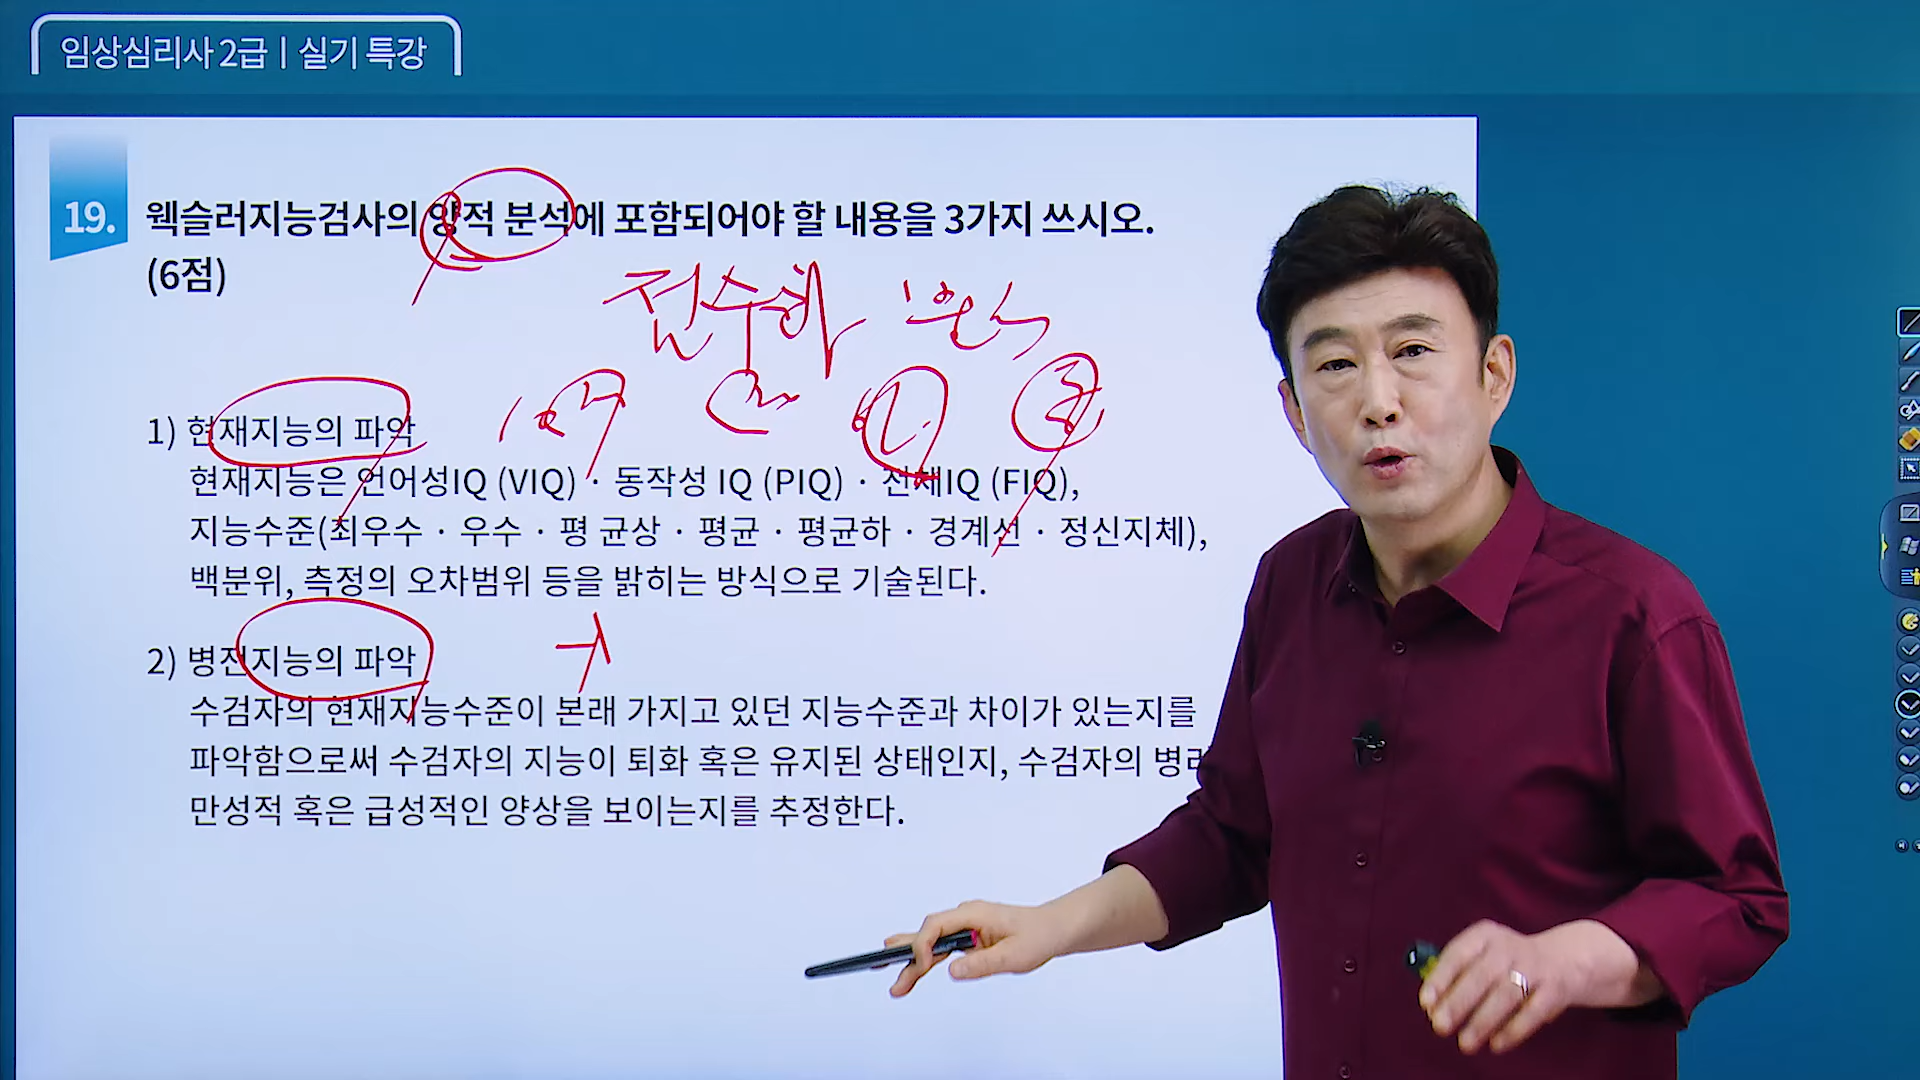 임상심리사 2급 | 실기 특강
19. 웩슬러지능검사의 양적 분석에 포함되어야 할 내용을 3가지 쓰시오.
(6점)
점수화
1) 현재지능의 파악
현재지능은 언어성IQ (VIQ) · 동작성 IQ (PIQ) · 전체IQ (FIQ),
지능수준(최우수 · 우수 · 평 균상 · 평균 · 평균하 · 경계선 · 정신지체),
백분위, 측정의 오차범위 등을 밝히는 방식으로 기술된다.
2) 병전지능의 파악
수검자의 현재지능수준이 본래 가지고 있던 지능수준과 차이가 있는지를
파악함으로써 수검자의 지능이 퇴화 혹은 유지된 상태인지, 수검자의
만성적 혹은 급성적인 양상을 보이는지를 추정한다.